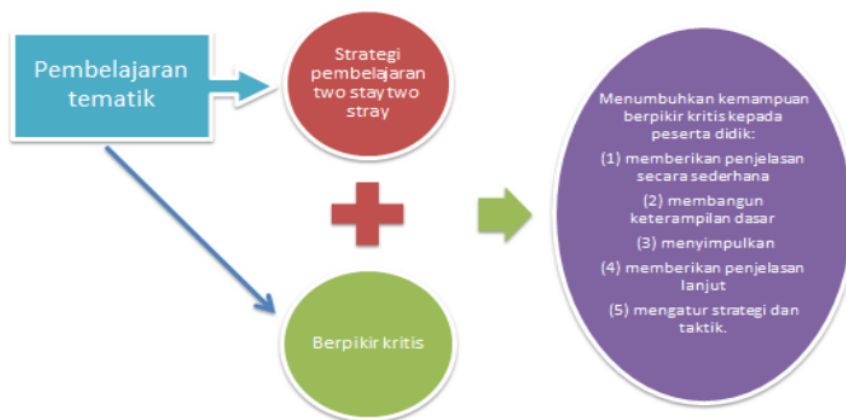 Pembelajaran
tematik
Strategi
pembelajaran
two stay two
stray
Berpikir kritis
Menumbuhkan kemampuan
berpikir kritis kepada
peserta didik:
(1) memberikan penjelasan
secara sederhana
(2) membangun
keterampilan dasar
(3) menyimpulkan
(4) memberikan penjelasan
lanjut
(5) mengatur strategi dan
taktik.